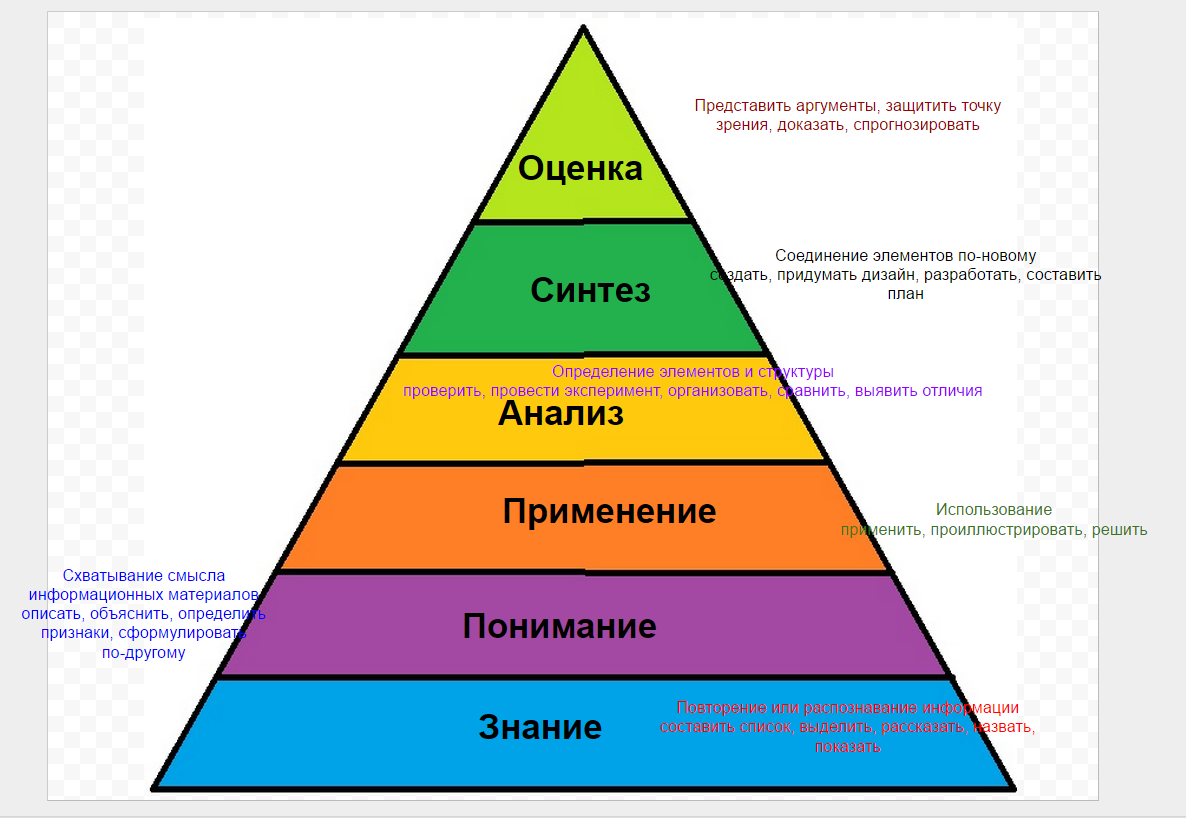 Представить аргументы, защитить точку
зрения, доказать, спрогнозировать
Оценка
Соединение элементов по-новому
создать, придумать дизайн, разработать, составить
план
Синтез
Определение элементов и структуры
проверить, провести эксперимент, организовать, сравнить, выявить отличия
Анализ
Применение
Использование
применить, проиллюстрировать, решить
Схватывание смысла
информационных материалов
описать, объяснить, определить
признаки, сформулировать
по-другому
Понимание
Знание
Повторение или распознавание информации
составить список, выделить, рассказать, назвать,
показать